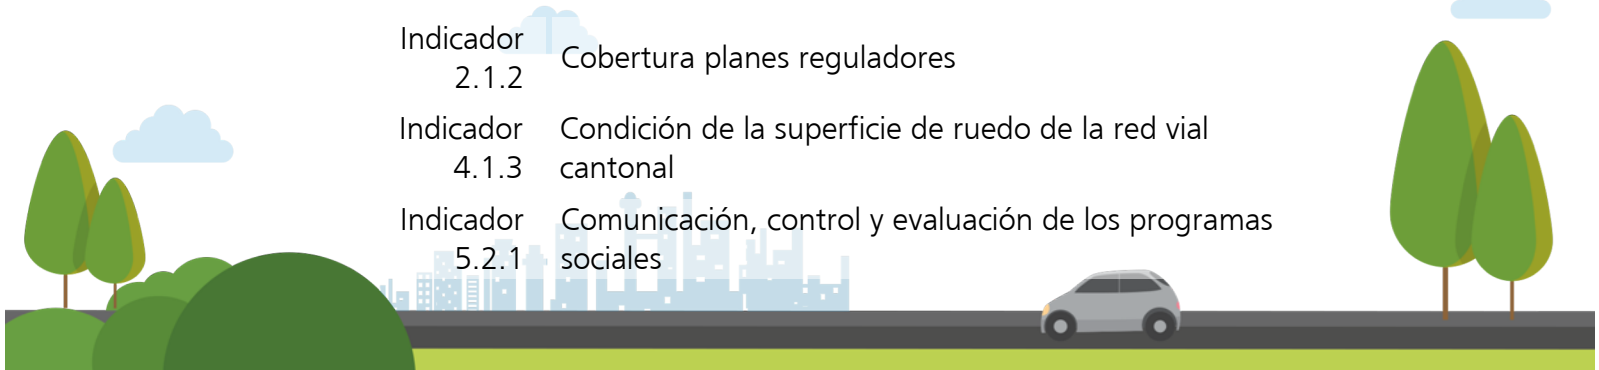 Indicador
2.1.2
Cobertura planes reguladores
Indicador
4.1.3
Condición de la superficie de ruedo de la red vial
cantonal
Indicador
5.2.1
Comunicación, control y evaluación de los programas
sociales